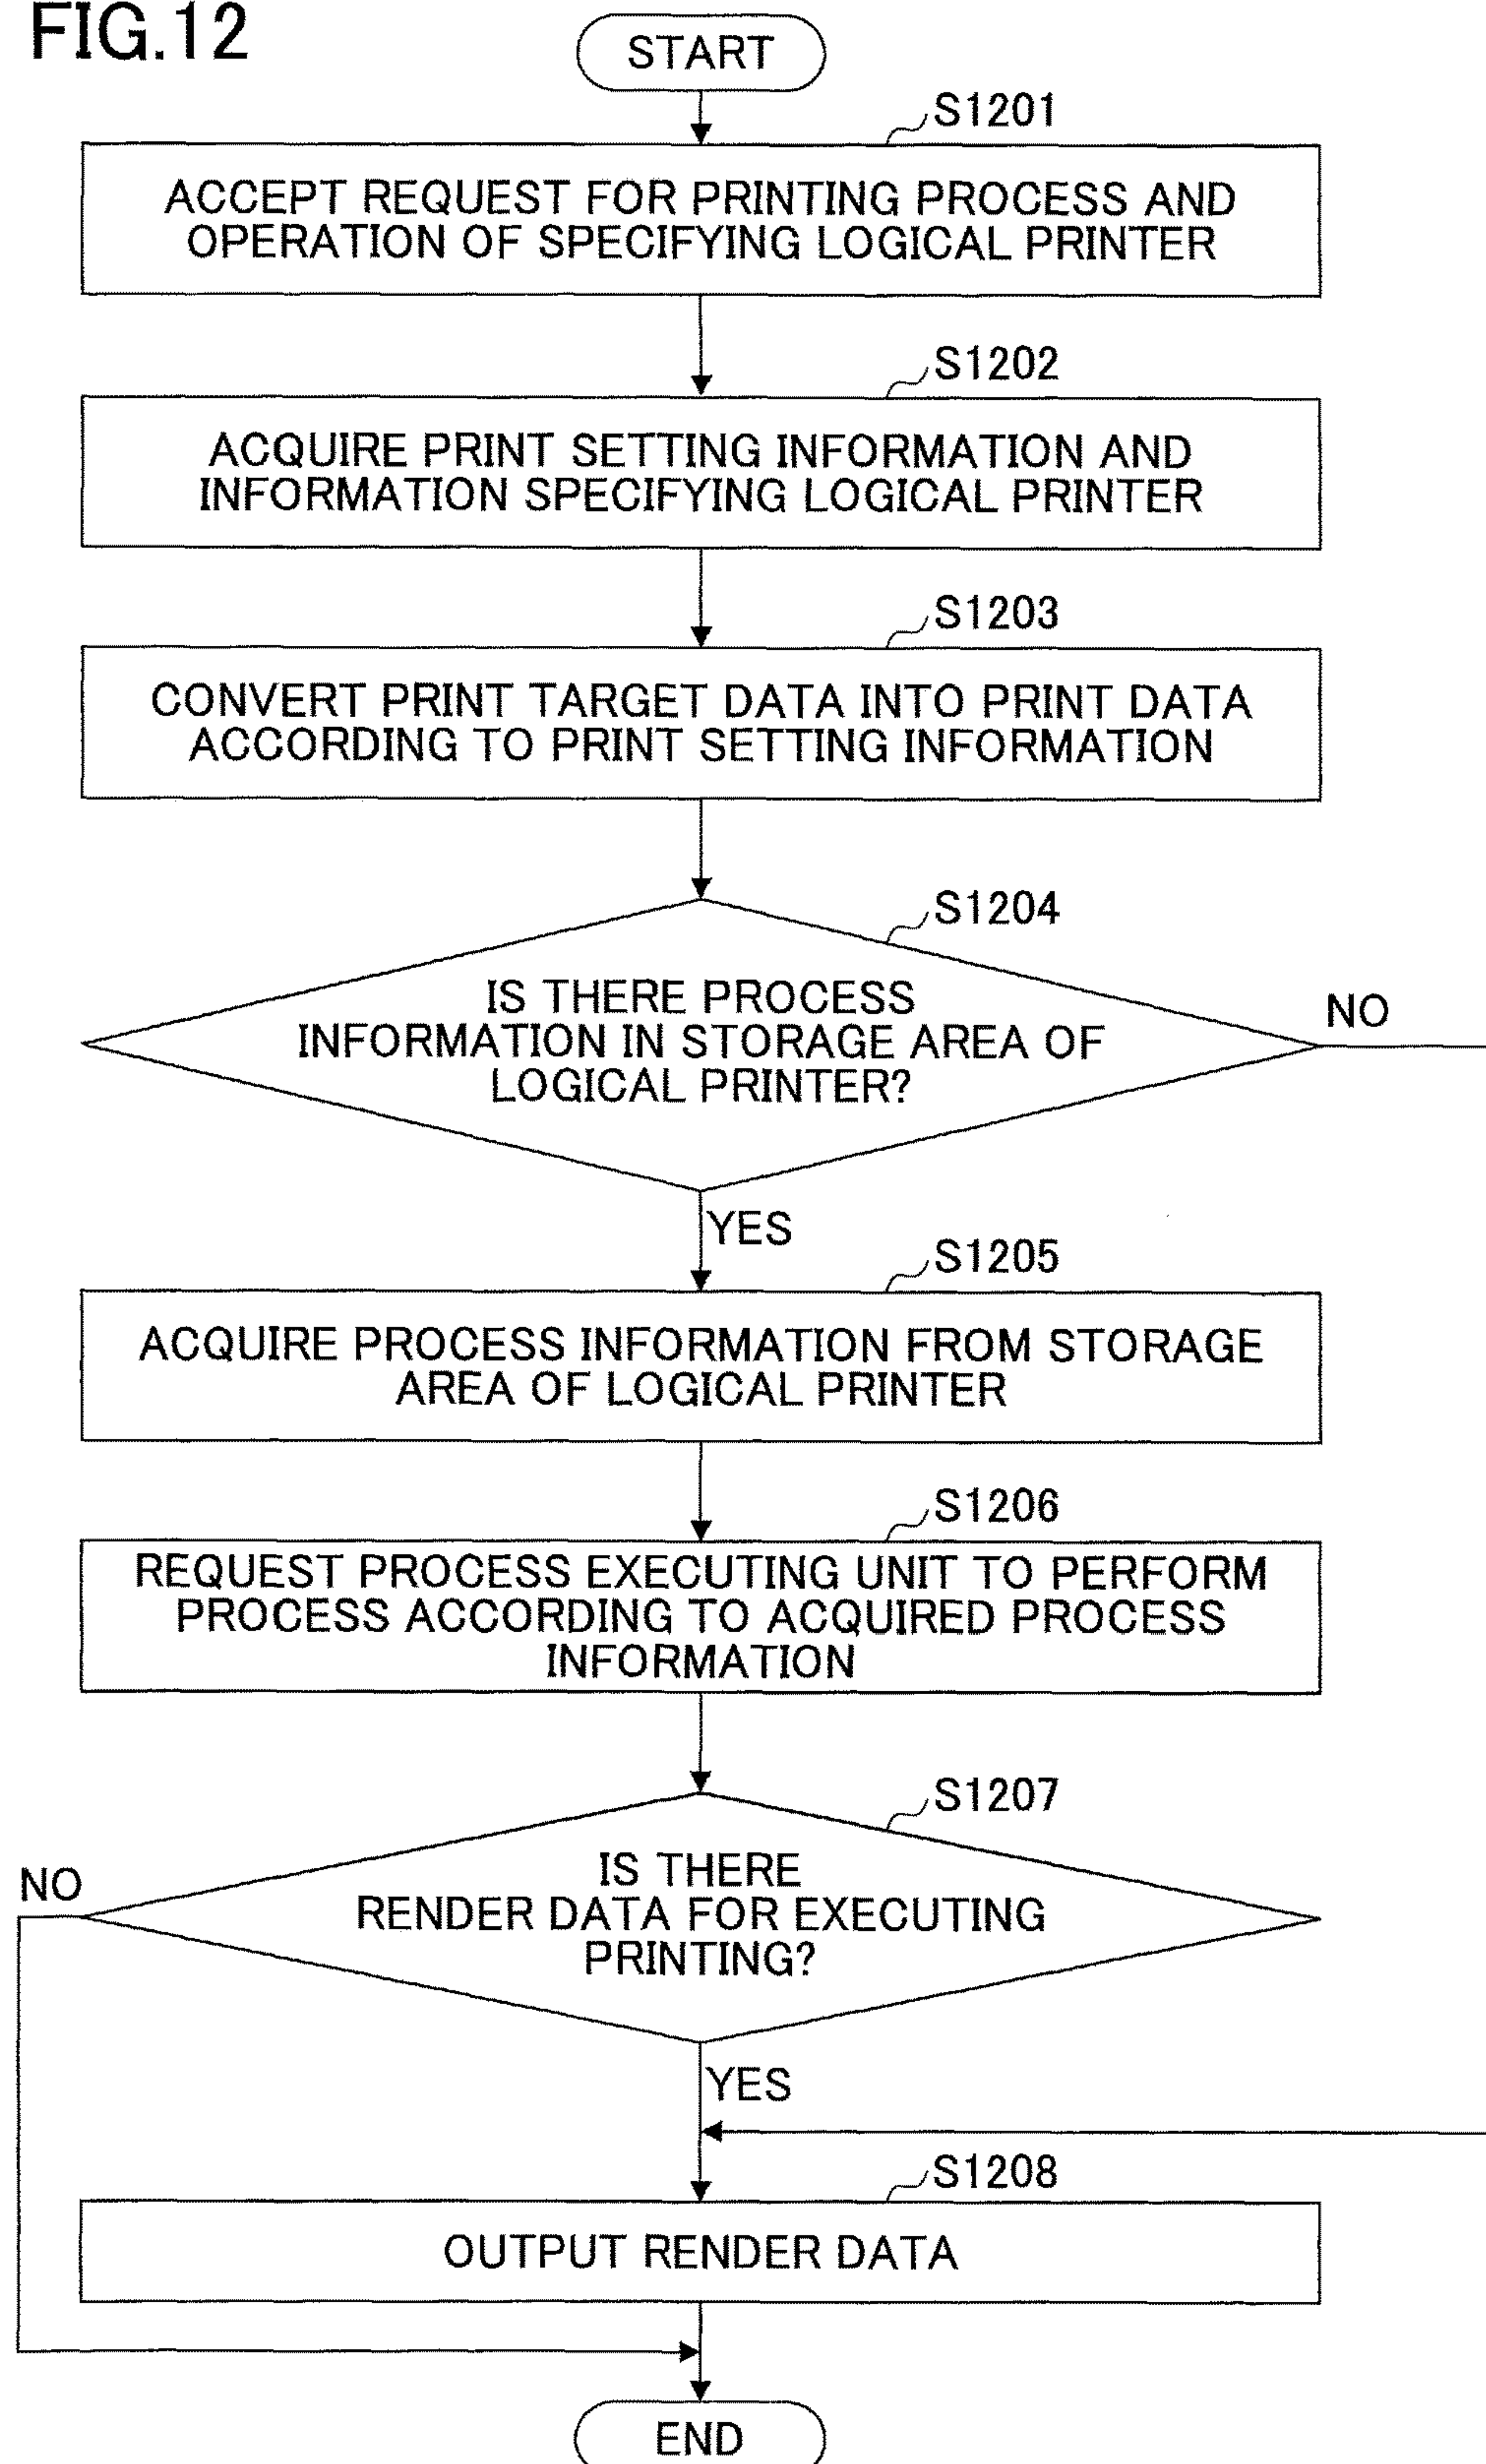 FIG.12
START
S1201
ACCEPT REQUEST FOR PRINTING PROCESS AND
OPERATION OF SPECIFYING LOGICAL PRINTER
S1202
ACQUIRE PRINT SETTING INFORMATION AND
INFORMATION SPECIFYING LOGICAL PRINTER
S1203
CONVERT PRINT TARGET DATA INTO PRINT DATA
ACCORDING TO PRINT SETTING INFORMATION
S1204
IS THERE PROCESS
INFORMATION IN STORAGE AREA OF
LOGICAL PRINTER?
NO
YES
S1205
ACQUIRE PROCESS INFORMATION FROM STORAGE
AREA OF LOGICAL PRINTER
S1206
REQUEST PROCESS EXECUTING UNIT TO PERFORM
PROCESS ACCORDING TO ACQUIRED PROCESS
INFORMATION
S1207
NO
IS THERE
RENDER DATA FOR EXECUTING
PRINTING?
YES
S1208
OUTPUT RENDER DATA
END